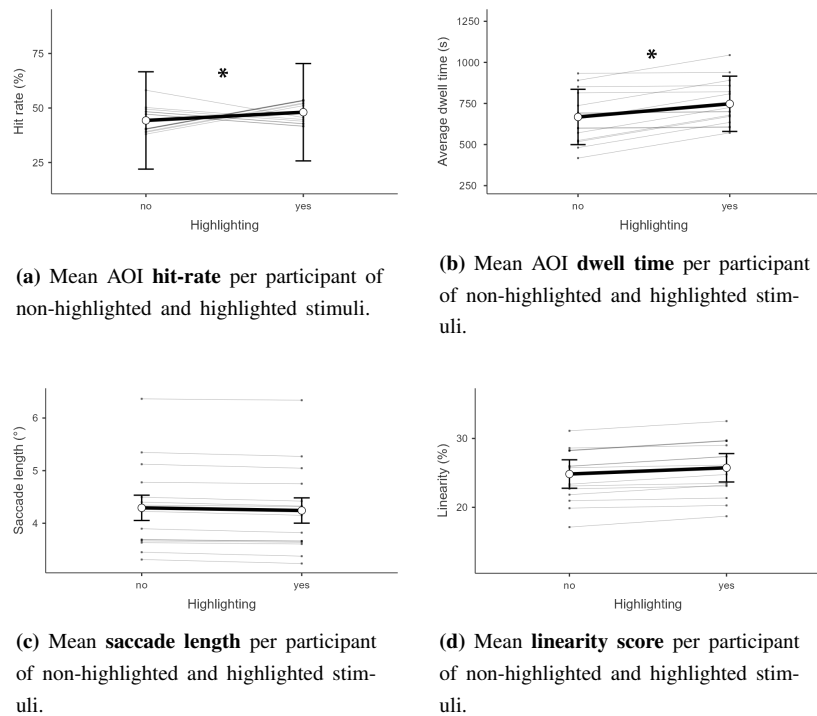 75
50
25
Hit rate (%)
*
no
yes
Highlighting
(a) Mean AOI hit-rate per participant of
non-highlighted and highlighted stimuli.
1250
1000
750
500
250
Average dwell time (s)
*
no
yes
Highlighting
(b) Mean AOI dwell time per participant
of non-highlighted and highlighted stim-
uli.
6
5
4
Saccade length (°)
no
yes
Highlighting
(c) Mean saccade length per participant
of non-highlighted and highlighted stim-
uli.
30
20
Linearity (%)
no
yes
Highlighting
(d) Mean linearity score per participant
of non-highlighted and highlighted stim-
uli.